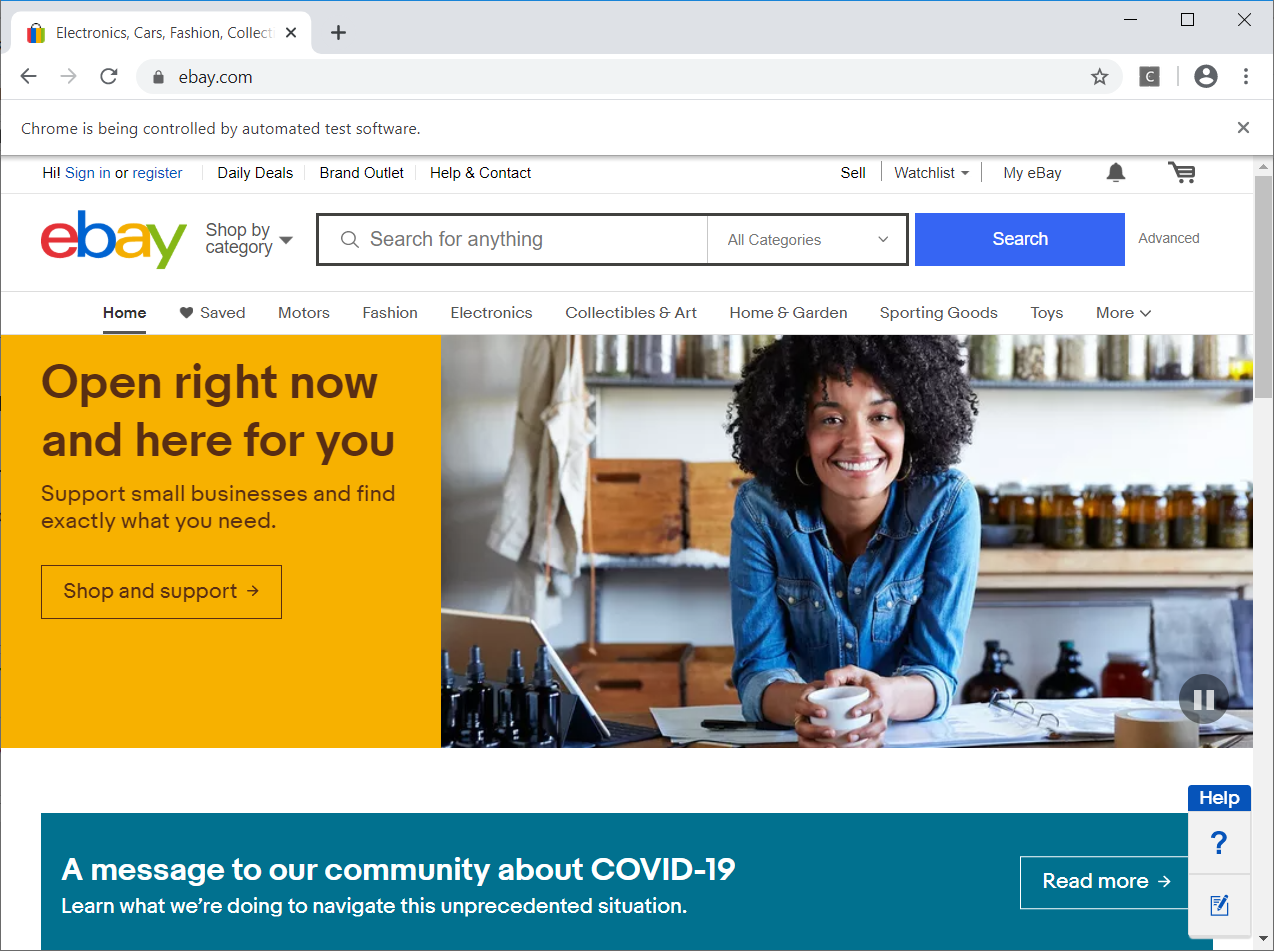 Electronics, Cars, Fashion, Collect
ebay.com
C
Chrome is being controlled by automated test software.
Hi! Sign in or register
Daily Deals
Brand Outlet
Help & Contact
Sell
Watchlist
My eBay
ebay
Shop by
category
Search for anything
All Categories
Search
Advanced
Home
Saved
Motors
Fashion
Electronics
Collectibles & Art
Home & Garden
Sporting Goods
Toys
More
Open right now
and here for you
Support small businesses and find
exactly what you need.
Shop and support →
Help
?
A message to our community about COVID-19
Learn what we’re doing to navigate this unprecedented situation.
Read more →